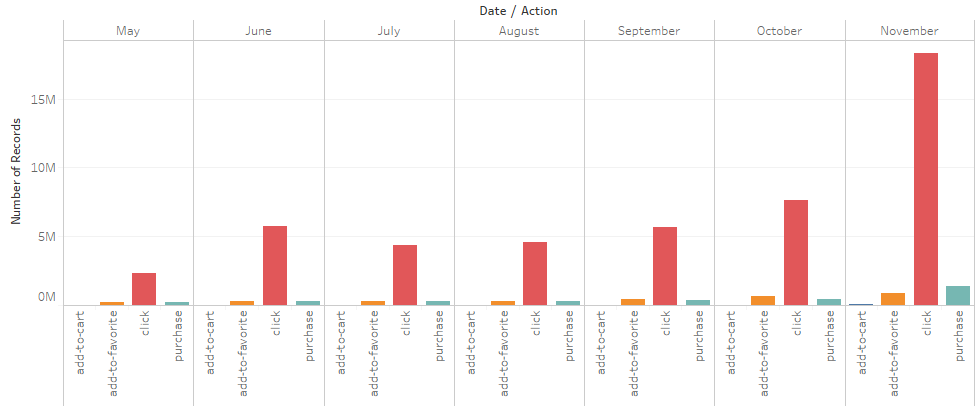 Date / Action
May June July August September October November
Number of Records
15M
10M
5M
0M
add-to-cart add-to-favorite click purchase add-to-cart add-to-favorite click purchase add-to-cart add-to-favorite click purchase add-to-cart add-to-favorite click purchase add-to-cart add-to-favorite click purchase add-to-cart add-to-favorite click purchase add-to-cart add-to-favorite click purchase